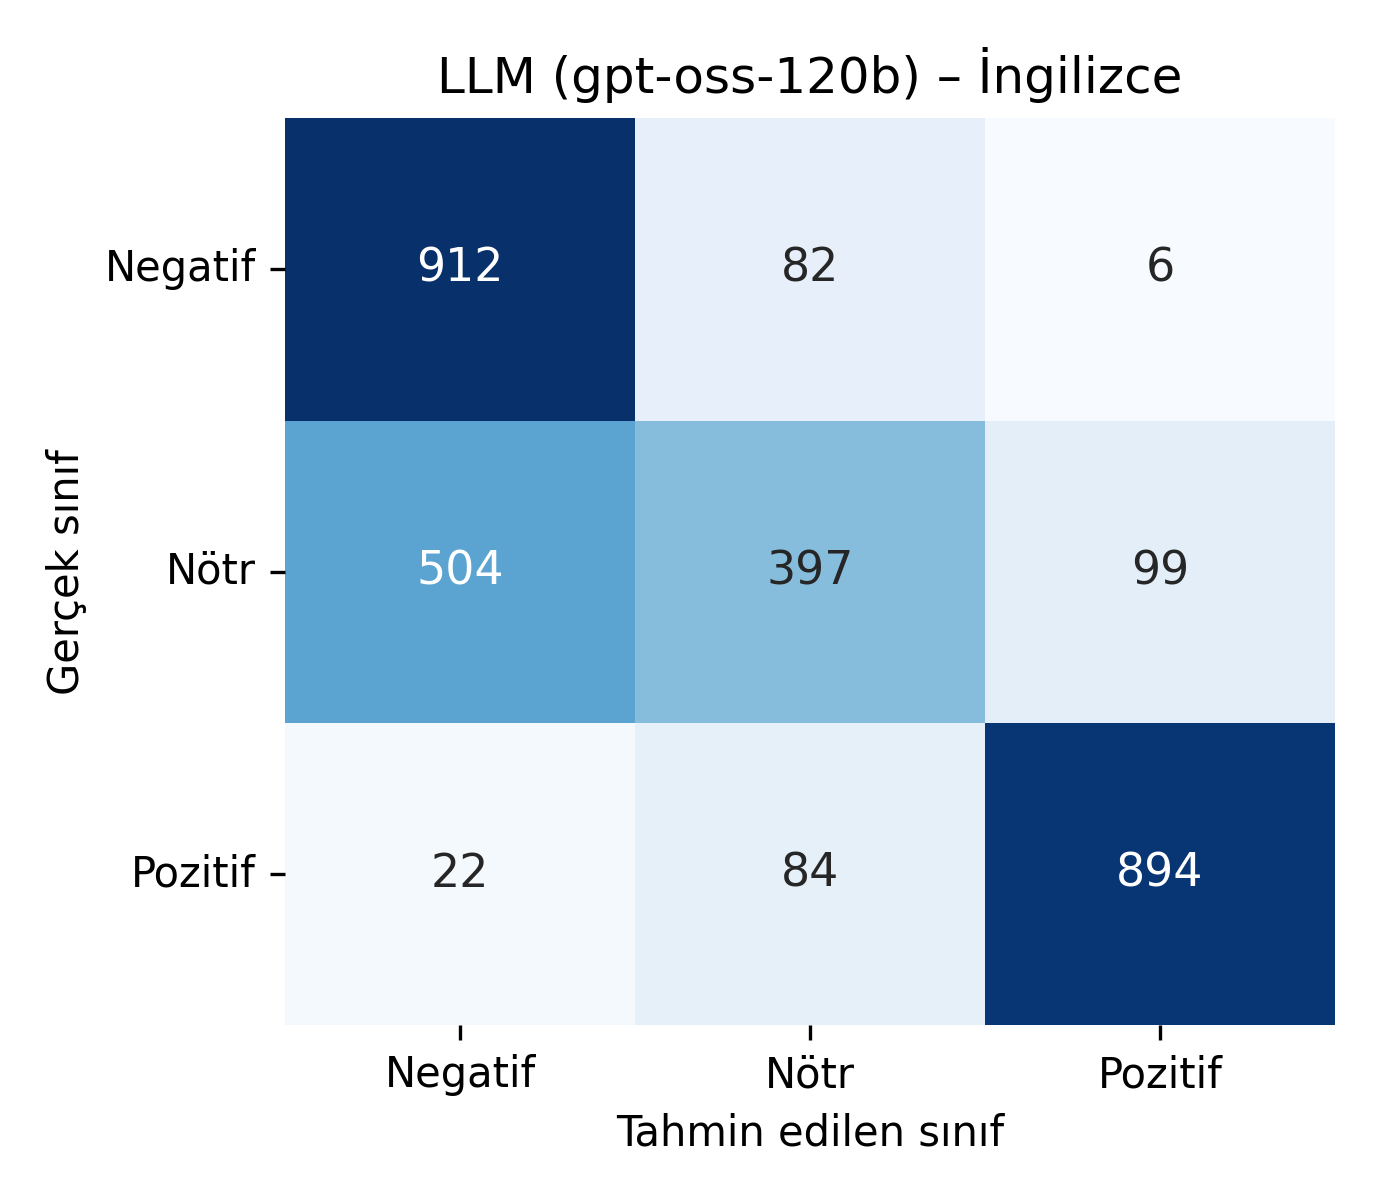 LLM (gpt-oss-120b) – İngilizce
Negatif 912 82 6
Nötr 504 397 99
Pozitif 22 84 894
Gerçek sınıf
Negatif Nötr Pozitif
Tahmin edilen sınıf